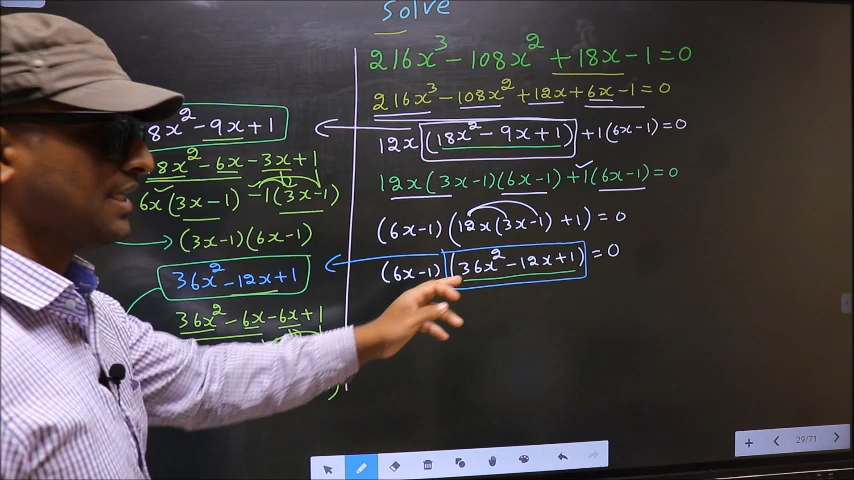 Solve
216x³ - 108x² + 18x - 1 = 0
216x³ - 108x² + 12x + 6x - 1 = 0
12x (18x² - 9x + 1) + 1(6x - 1) = 0
12x(3x-1)(6x-1) + 1(6x-1) = 0
(6x-1) (12x(3x-1) + 1) = 0
(6x-1) (36x² - 12x + 1) = 0
8x² - 9x + 1
8x² - 6x - 3x + 1
6x(3x-1) - 1(3x-1)
(3x-1)(6x-1)
36x² - 12x + 1
36x² - 6x - 6x + 1
29/71